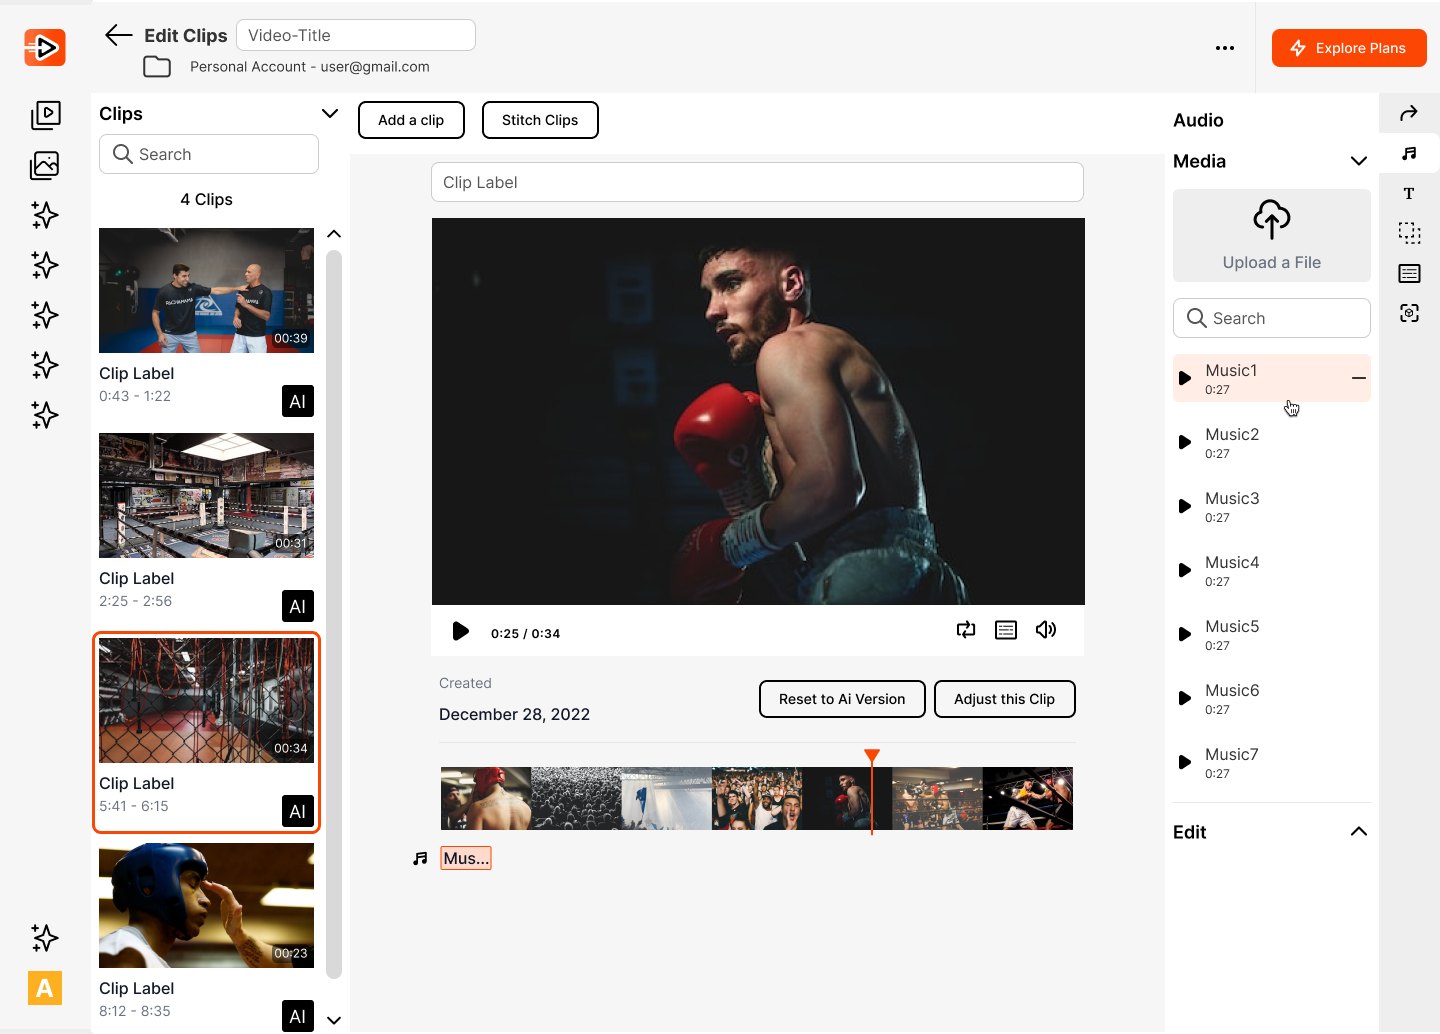 Edit Clips
Video-Title
Personal Account - user@gmail.com
Explore Plans
Clips
Search
4 Clips
00:39
Clip Label
0:43 - 1:22
AI
00:31
Clip Label
2:25 - 2:56
AI
00:34
Clip Label
5:41 - 6:15
AI
00:23
Clip Label
8:12 - 8:35
AI
A
Add a clip
Stitch Clips
Clip Label
0:25 / 0:34
Created
December 28, 2022
Reset to Ai Version
Adjust this Clip
Mus...
Audio
Media
Upload a File
Search
Music1
0:27
Music2
0:27
Music3
0:27
Music4
0:27
Music5
0:27
Music6
0:27
Music7
0:27
Edit
T